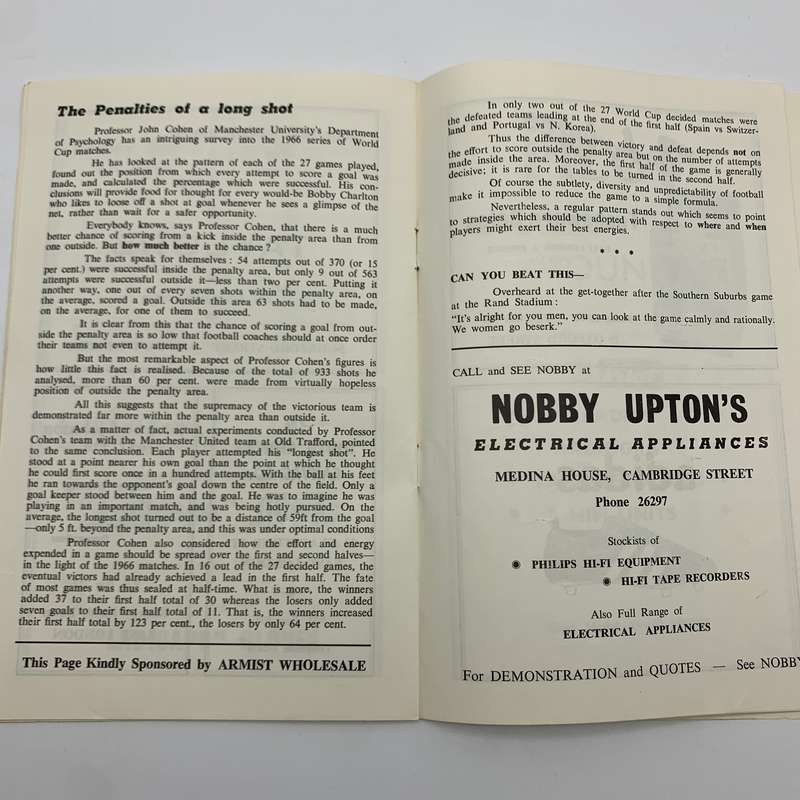 The Penalties of a long shot
Professor John Cohen of Manchester University's Department
of Psychology has an intriguing survey into the 1966 series of World
Cup matches.
He has looked at the pattern of each of the 27 games played,
found out the position from which every attempt to score a goal was
made, and calculated the percentage which were successful. His con-
clusions will provide food for thought for every would-be Bobby Charlton
who likes to loose off a shot at goal whenever he sees a glimpse of the
net, rather than wait for a safer opportunity.
Everybody knows, says Professor Cohen, that there is a much
better chance of scoring from a kick inside the penalty area than from
one outside. But how much better is the chance ?
The facts speak for themselves : 54 attempts out of 370 (or 15
per cent.) were successful inside the penalty area, but only 9 out of 563
attempts were successful outside it—less than two per cent. Putting it
another way, one out of every seven shots within the penalty area, on
the average, scored a goal. Outside this area 63 shots had to be made,
on the average, for one of them to succeed.
It is clear from this that the chance of scoring a goal from out-
side the penalty area is so low that football coaches should at once order
their teams not even to attempt it.
But the most remarkable aspect of Professor Cohen's figures is
how little this fact is realised. Because of the total of 933 shots he
analysed, more than 60 per cent. were made from virtually hopeless
position of outside the penalty area.
All this suggests that the supremacy of the victorious team is
demonstrated far more within the penalty area than outside it.
As a matter of fact, actual experiments conducted by Professor
Cohen's team with the Manchester United team at Old Trafford, pointed
to the same conclusion. Each player attempted his "longest shot". He
stood at a point nearer his own goal than the point at which he thought
he could first score once in a hundred attempts. With the ball at his feet
he ran towards the opponent's goal down the centre of the field. Only a
goal keeper stood between him and the goal. He was to imagine he was
playing in an important match, and was being hotly pursued. On the
average, the longest shot turned out to be a distance of 59ft from the goal
—only 5 ft. beyond the penalty area, and this was under optimal conditions
Professor Cohen also considered how the effort and energy
expended in a game should be spread over the first and second halves—
in the light of the 1966 matches. In 16 out of the 27 decided games, the
eventual victors had already achieved a lead in the first half. The fate
of most games was thus sealed at half-time. What is more, the winners
added 37 to their first half total of 30 whereas the losers only added
seven goals to their first half total of 11. That is, the winners increased
their first half total by 123 per cent., the losers by only 64 per cent.
This Page Kindly Sponsored by ARMIST WHOLESALE
In only two out of the 27 World Cup decided matches were
the defeated teams leading at the end of the first half (Spain vs Switzer-
land and Portugal vs N. Korea).
Thus the difference between victory and defeat depends not on
the effort to score outside the penalty area but on the number of attempts
made inside the area. Moreover, the first half of the game is generally
decisive; it is rare for the tables to be turned in the second half.
Of course the subtlety, diversity and unpredictability of football
make it impossible to reduce the game to a simple formula.
Nevertheless, a regular pattern stands out which seems to point
to strategies which should be adopted with respect to where and when
players might exert their best energies.
* * *
CAN YOU BEAT THIS—
Overheard at the get-together after the Southern Suburbs game
at the Rand Stadium :
"It's alright for you men, you can look at the game calmly and rationally.
We women go beserk."
CALL and SEE NOBBY at
NOBBY UPTON'S
ELECTRICAL APPLIANCES
MEDINA HOUSE, CAMBRIDGE STREET
Phone 26297
Stockists of
PHILIPS HI-FI EQUIPMENT
HI-FI TAPE RECORDERS
Also Full Range of
ELECTRICAL APPLIANCES
For DEMONSTRATION and QUOTES — See NOBBY